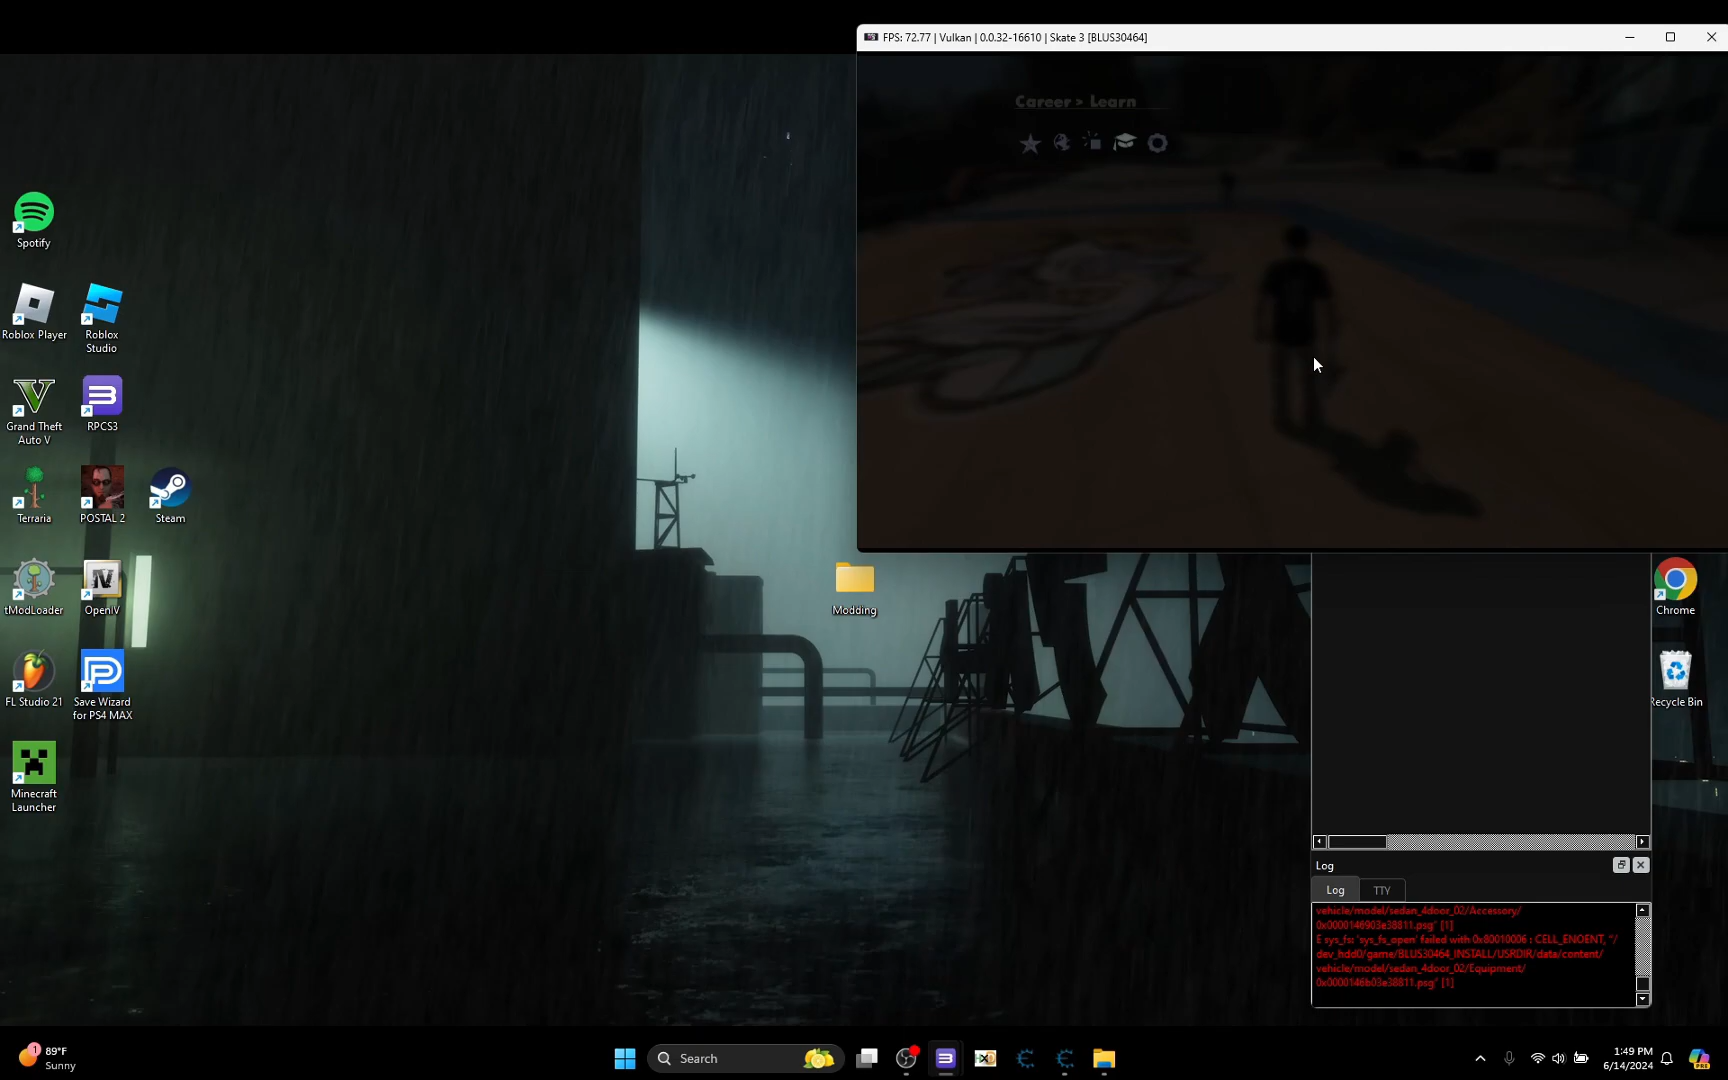 FPS: 72.77 | Vulkan | 0.0.32-16610 | Skate 3 [BLUS30464]
Career > Learn
Spotify
Roblox Player
Roblox
Studio
Grand Theft
Auto V
RPCS3
Terraria
POSTAL 2
Steam
tModLoader
OpenIV
Modding
Chrome
FL Studio 21
Save Wizard
for PS4 MAX
Recycle Bin
Minecraft
Launcher
Log
Log
TTY
vehicle/model/sedan_4door_02/Accessory/
0x0000146903e38811.psg" [1]
E sys_fs: 'sys_fs_open' failed with 0x80010006 : CELL_ENOENT, "/
dev_hdd0/game/BLUS30464_INSTALL/USRDIR/data/content/
vehicle/model/sedan_4door_02/Equipment/
0x0000146b03e38811.psg" [1]
1
89°F
Sunny
Search
1:49 PM
6/14/2024
PRE